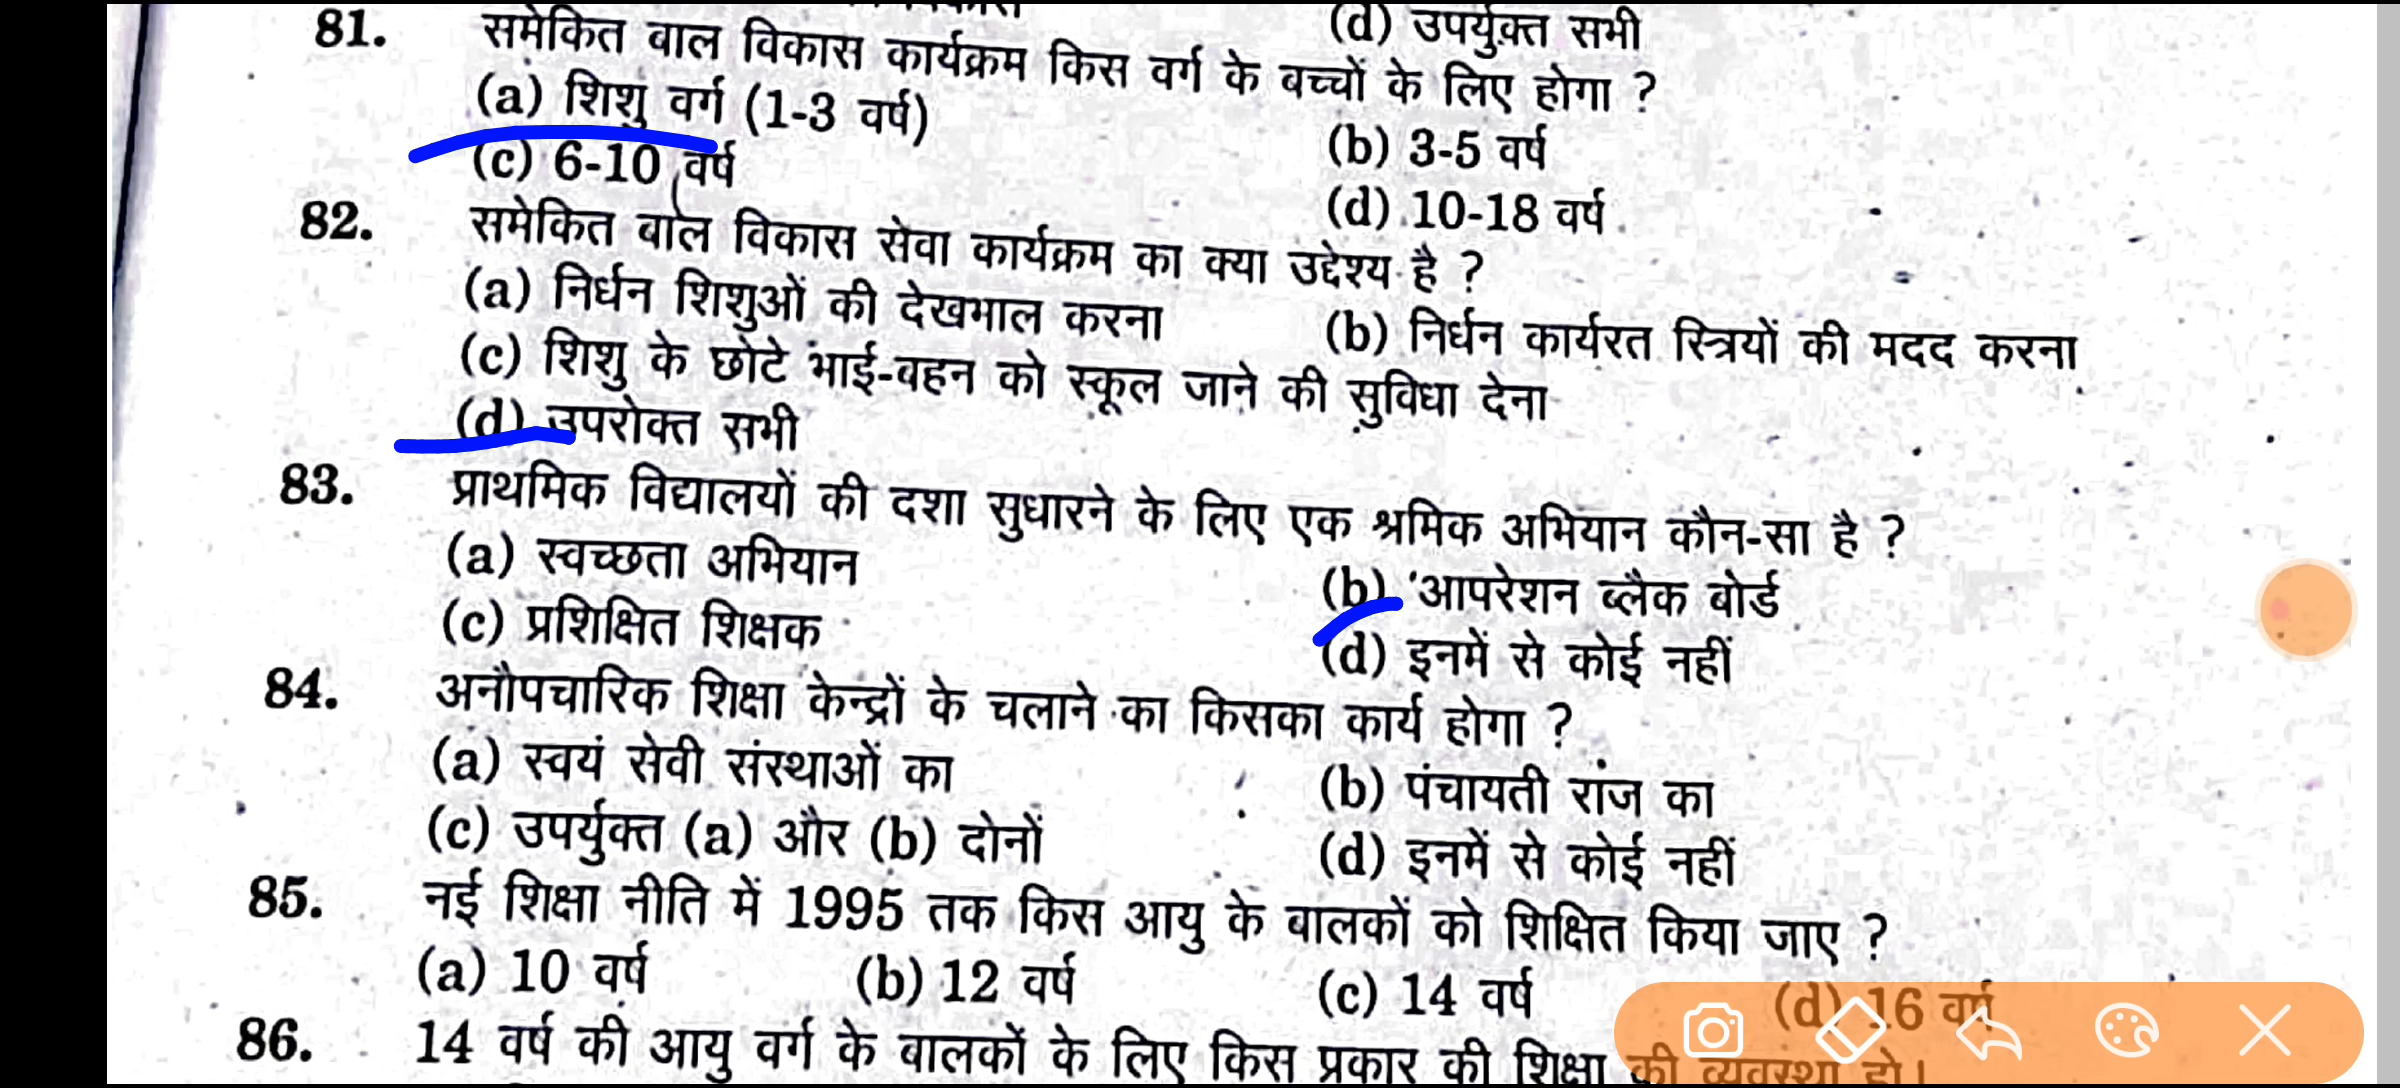 (d) उपर्युक्त सभी
81. समेकित बाल विकास कार्यक्रम किस वर्ग के बच्चों के लिए होगा ?
(a) शिशु वर्ग (1-3 वर्ष)
(b) 3-5 वर्ष
(c) 6-10 वर्ष
(d) 10-18 वर्ष
82. समेकित बाल विकास सेवा कार्यक्रम का क्या उद्देश्य है ?
(a) निर्धन शिशुओं की देखभाल करना
(b) निर्धन कार्यरत स्त्रियों की मदद करना
(c) शिशु के छोटे भाई-बहन को स्कूल जाने की सुविधा देना
(d) उपरोक्त सभी
83. प्राथमिक विद्यालयों की दशा सुधारने के लिए एक श्रमिक अभियान कौन-सा है ?
(a) स्वच्छता अभियान
(b) 'आपरेशन ब्लैक बोर्ड
(c) प्रशिक्षित शिक्षक
(d) इनमें से कोई नहीं
84. अनौपचारिक शिक्षा केन्द्रों के चलाने का किसका कार्य होगा ?
(a) स्वयं सेवी संस्थाओं का
(b) पंचायती राज का
(c) उपर्युक्त (a) और (b) दोनों
(d) इनमें से कोई नहीं
85. नई शिक्षा नीति में 1995 तक किस आयु के बालकों को शिक्षित किया जाए ?
(a) 10 वर्ष (b) 12 वर्ष (c) 14 वर्ष (d) 16 वर्ष
86. 14 वर्ष की आयु वर्ग के बालकों के लिए किस प्रकार की शिक्षा की व्यवस्था हो।